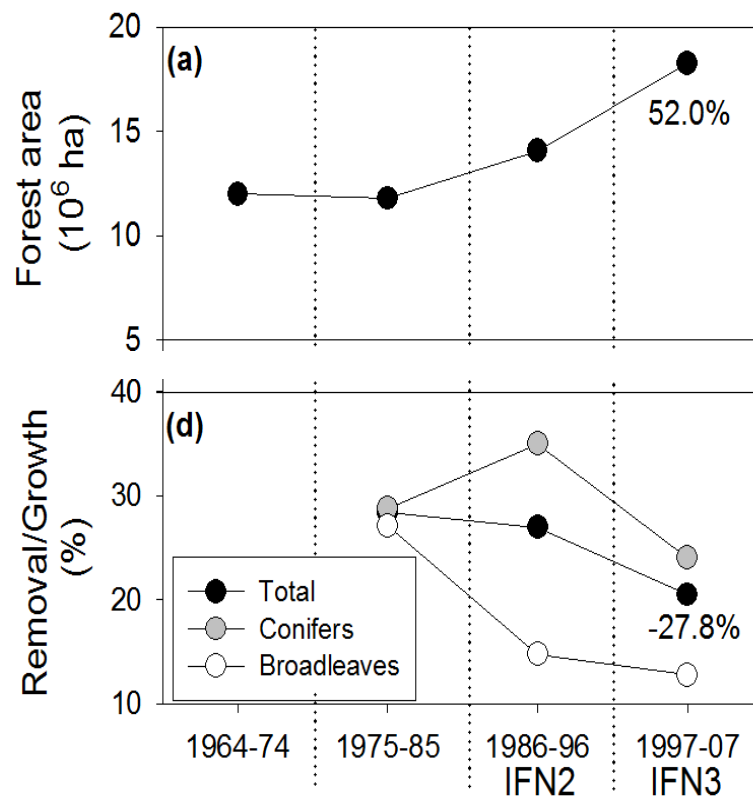 (a)
Forest area
(10⁶ ha)
20
15
10
5
52.0%
(d)
Removal/Growth
(%)
40
30
20
10
Total
Conifers
Broadleaves
-27.8%
1964-74 1975-85 1986-96 1997-07
IFN2 IFN3